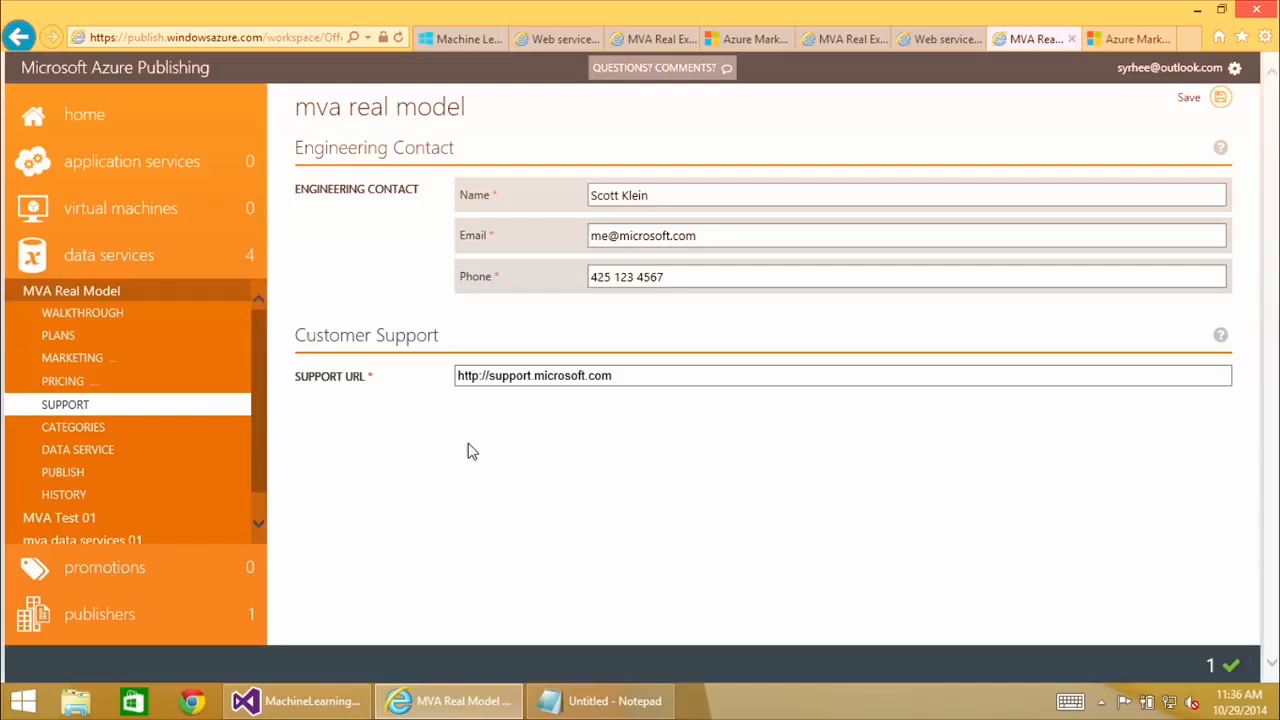 https://publish.windowsazure.com/workspace/Off
Machine Le...
Web service...
MVA Real Ex...
Azure Mark...
MVA Real Ex...
Web service...
MVA Rea...
Azure Mark...
Microsoft Azure Publishing
QUESTIONS? COMMENTS?
syrhee@outlook.com
home
application services 0
virtual machines 0
data services 4
MVA Real Model
WALKTHROUGH
PLANS
MARKETING ...
PRICING ...
SUPPORT
CATEGORIES
DATA SERVICE
PUBLISH
HISTORY
MVA Test 01
mva data services 01
promotions 0
publishers 1
mva real model
Save
Engineering Contact ?
ENGINEERING CONTACT
Name * Scott Klein
Email * me@microsoft.com
Phone * 425 123 4567
Customer Support ?
SUPPORT URL * http://support.microsoft.com
1
MachineLearning...
MVA Real Model ...
Untitled - Notepad
11:36 AM
10/29/2014